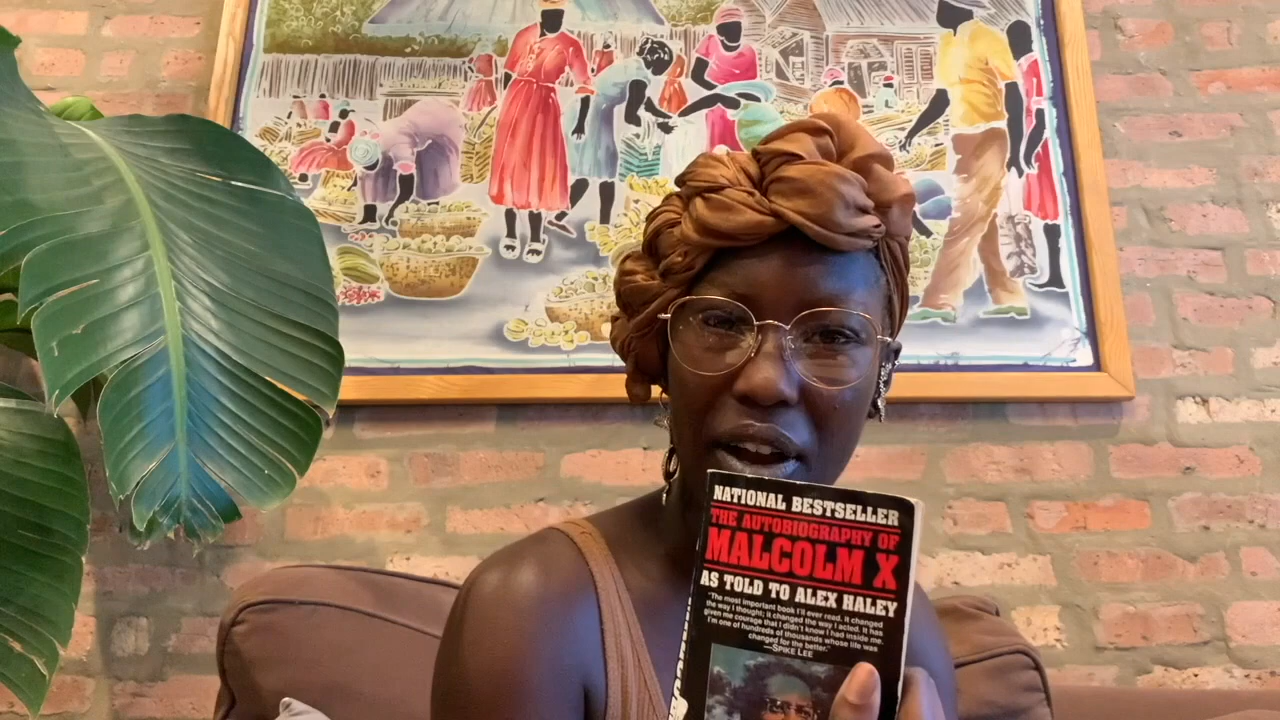 NATIONAL BESTSELLER
THE AUTOBIOGRAPHY OF
MALCOLM X
AS TOLD TO ALEX HALEY
"The most important book I'll ever read. It changed
the way I thought; it changed the way I acted. It has
given me courage that I didn't know I had inside me.
I'm one of hundreds of thousands whose life was
changed for the better."
—SPIKE LEE